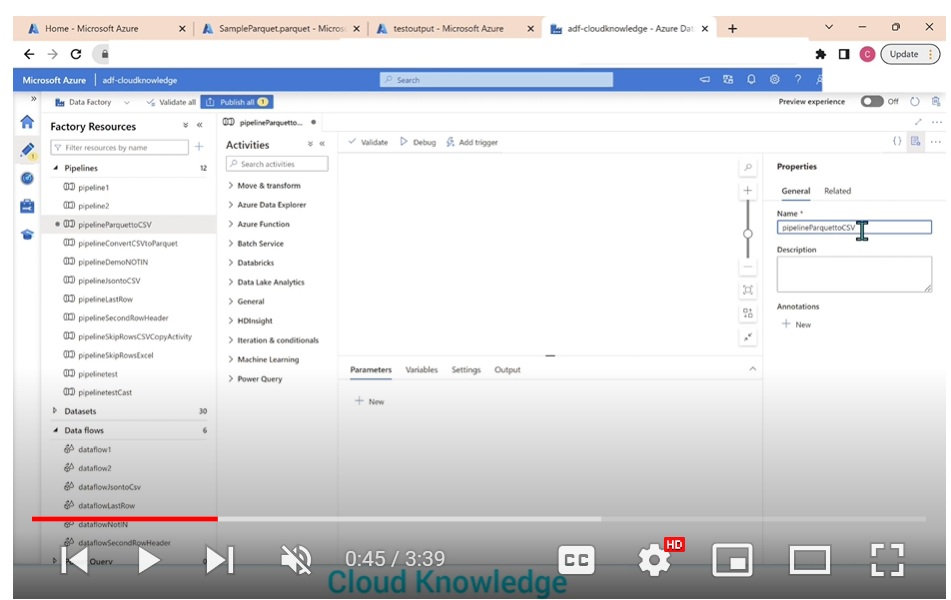 Home - Microsoft Azure
SampleParquet.parquet - Micros
testoutput - Microsoft Azure
adf-cloudknowledge - Azure Dat
C
Update
Microsoft Azure
adf-cloudknowledge
Search
Data Factory
Validate all
Publish all 1
Preview experience
Off
Factory Resources
Filter resources by name
Pipelines 12
pipeline1
pipeline2
pipelineParquettoCSV
pipelineConvertCSVtoParquet
pipelineDemoNOTIN
pipelineJsontoCSV
pipelineLastRow
pipelineSecondRowHeader
pipelineSkipRowsCSVCopyActivity
pipelineSkipRowsExcel
pipelinetest
pipelinetestCast
Datasets 30
Data flows 6
dataflow1
dataflow2
dataflowJsontoCsv
dataflowLastRow
dataflowNotIN
dataflowSecondRowHeader
Query
pipelineParquetto...
Activities
Search activities
Move & transform
Azure Data Explorer
Azure Function
Batch Service
Databricks
Data Lake Analytics
General
HDInsight
Iteration & conditionals
Machine Learning
Power Query
Validate
Debug
Add trigger
Parameters
Variables
Settings
Output
New
Properties
General
Related
Name *
pipelineParquettoCSV
Description
Annotations
New
0:45 / 3:39
CC
HD
Cloud Knowledge